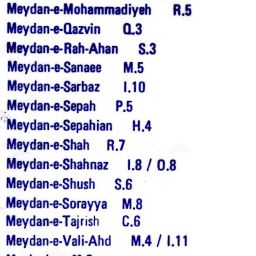 Meydan-e-Mohammadiyeh R.5
Meydan-e-Qazvin Q.3
Meydan-e-Rah-Ahan S.3
Meydan-e-Sanaee M.5
Meydan-e-Sarbaz I.10
Meydan-e-Sepah P.5
Meydan-e-Sepahian H.4
Meydan-e-Shah R.7
Meydan-e-Shahnaz I.8 / O.8
Meydan-e-Shush S.6
Meydan-e-Sorayya M.8
Meydan-e-Tajrish C.6
Meydan-e-Vali-Ahd M.4 / I.11